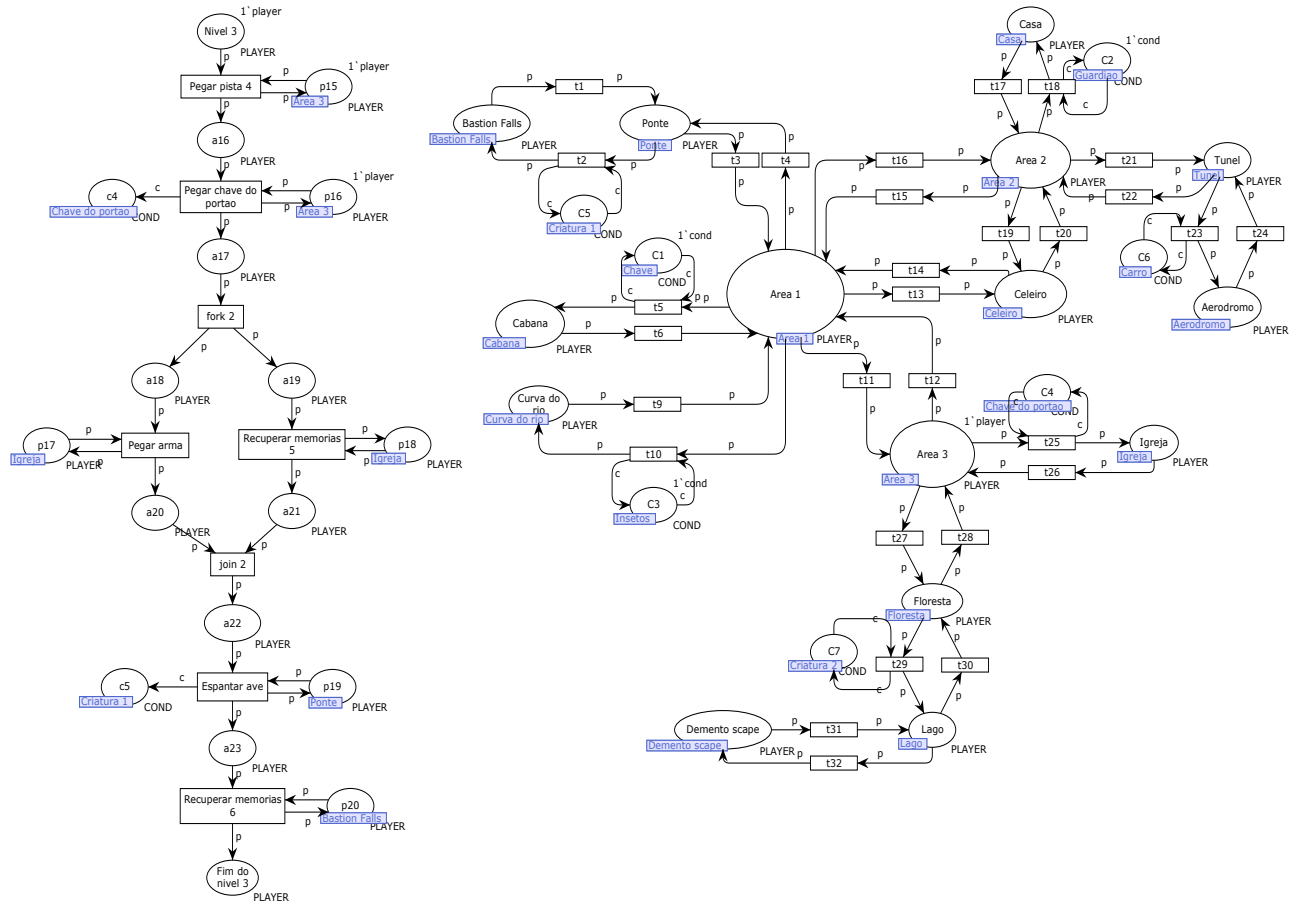 1`player
Nivel 3
PLAYER
p
1`player
Pegar pista 4
p
p
p15
Area 3
PLAYER
p
a16
PLAYER
p
1`player
c4
Chave do portao
COND
c
Pegar chave do
portao
p
p
p16
Area 3
PLAYER
p
a17
PLAYER
p
fork 2
p
p
a18
PLAYER
a19
PLAYER
p
p
p17
Igreja
PLAYER
p
p
Pegar arma
Recuperar memorias
5
p
p
p18
Igreja
PLAYER
p
p
a20
PLAYER
a21
PLAYER
p
p
join 2
p
a22
PLAYER
p
c5
Criatura 1
COND
c
Espantar ave
p
p
p19
Ponte
PLAYER
p
a23
PLAYER
p
Recuperar memorias
6
p
p
p20
Bastion Falls
PLAYER
p
Fim do
nivel 3
PLAYER
p
t1
p
Bastion Falls
Bastion Falls
PLAYER
Ponte
Ponte
PLAYER
p
t2
p
c
c
C5
Criatura 1
COND
p
t3
p
p
t4
p
1`cond
C1
Chave
COND
c
c
p
t5
p p
Cabana
Cabana
PLAYER
p
t6
p
Area 1
Area 1
PLAYER
Curva do
rio
Curva do rio
PLAYER
p
t9
p
p
t10
p
c
c
1`cond
C3
Insetos
COND
p
t11
p
p
t12
p
p
t16
p
p
t15
p
p
t14
p
p
t13
p
Casa
Casa
PLAYER
p
t17
p
p
t18
p
1`cond
C2
Guardiao
COND
c
c
Area 2
Area 2
PLAYER
p
t19
p
p
t20
p
Celeiro
Celeiro
PLAYER
p
t21
p
p
t22
p
Tunel
Tunel
PLAYER
p
t23
p
p
t24
p
c
c
C6
Carro
COND
Aerodromo
Aerodromo
PLAYER
1`player
Area 3
Area 3
PLAYER
C4
Chave do portao
COND
c
c
p
t25
p
p
t26
p
Igreja
Igreja
PLAYER
p
t27
p
p
t28
p
Floresta
Floresta
PLAYER
c
C7
Criatura 2
COND
c
p
t29
p
p
t30
p
Demento scape
Demento scape
PLAYER
p
t31
p
p
t32
p
Lago
Lago
PLAYER